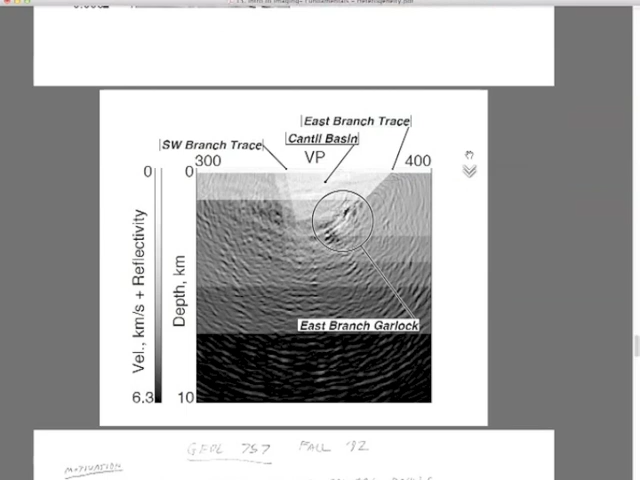 East Branch Trace
Cantil Basin
SW Branch Trace
300 VP 400
0 0
Vel., km/s + Reflectivity
Depth, km
East Branch Garlock
6.3 10
GEOL 757 FALL '92
MOTIVATION